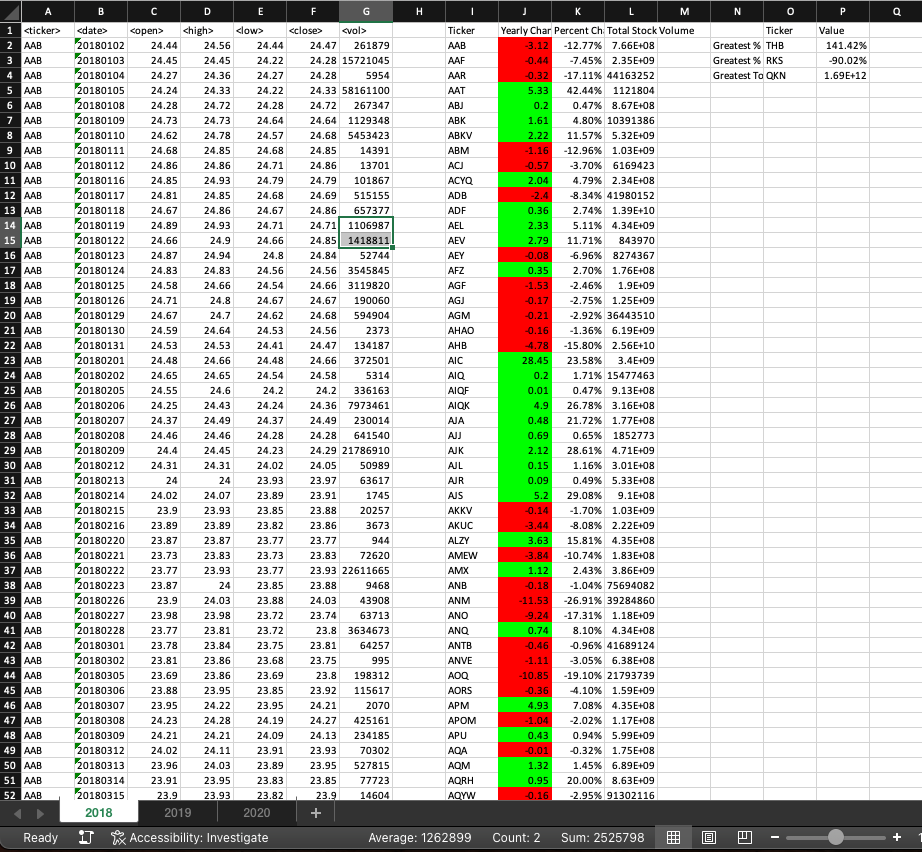 A B C D E F G H I J K L M N O P Q
1 <ticker> <date> <open> <high> <low> <close> <vol> Ticker Yearly Char Percent Cha Total Stock Volume Ticker Value
2 AAB 20180102 24.44 24.56 24.44 24.47 261879 AAB -3.12 -12.77% 7.66E+08 Greatest % THB 141.42%
3 AAB 20180103 24.45 24.45 24.22 24.28 15721045 AAF -0.44 -7.45% 2.35E+09 Greatest % RKS -90.02%
4 AAB 20180104 24.27 24.36 24.27 24.28 5954 AAR -0.32 -17.11% 44163252 Greatest To QKN 1.69E+12
5 AAB 20180105 24.24 24.33 24.22 24.33 58161100 AAT 5.33 42.44% 1121804
6 AAB 20180108 24.28 24.72 24.28 24.72 267347 ABJ 0.2 0.47% 8.67E+08
7 AAB 20180109 24.73 24.73 24.64 24.64 1129348 ABK 1.61 4.80% 10391386
8 AAB 20180110 24.62 24.78 24.57 24.68 5453423 ABKV 2.22 11.57% 5.32E+09
9 AAB 20180111 24.68 24.85 24.68 24.85 14391 ABM -1.16 -12.96% 1.03E+09
10 AAB 20180112 24.86 24.86 24.71 24.86 13701 ACJ -0.57 -3.70% 6169423
11 AAB 20180116 24.85 24.93 24.79 24.79 101867 ACYQ 2.04 4.79% 2.34E+08
12 AAB 20180117 24.81 24.85 24.68 24.69 515155 ADB -2.4 -8.34% 41980152
13 AAB 20180118 24.67 24.86 24.67 24.86 657377 ADF 0.36 2.74% 1.39E+10
14 AAB 20180119 24.89 24.93 24.71 24.71 1106987 AEL 2.33 5.11% 4.34E+09
15 AAB 20180122 24.66 24.9 24.66 24.85 1418811 AEV 2.79 11.71% 843970
16 AAB 20180123 24.87 24.94 24.8 24.84 52744 AEY -0.08 -6.96% 8274367
17 AAB 20180124 24.83 24.83 24.56 24.56 3545845 AFZ 0.35 2.70% 1.76E+08
18 AAB 20180125 24.58 24.66 24.54 24.66 3119820 AGF -1.53 -2.46% 1.9E+09
19 AAB 20180126 24.71 24.8 24.67 24.67 190060 AGJ -0.17 -2.75% 1.25E+09
20 AAB 20180129 24.67 24.7 24.62 24.68 594904 AGM -0.21 -2.92% 36443510
21 AAB 20180130 24.59 24.64 24.53 24.56 2373 AHAO -0.16 -1.36% 6.19E+09
22 AAB 20180131 24.53 24.53 24.41 24.47 134187 AHB -4.78 -15.80% 2.56E+10
23 AAB 20180201 24.48 24.66 24.48 24.66 372501 AIC 28.45 23.58% 3.4E+09
24 AAB 20180202 24.65 24.65 24.54 24.58 5314 AIQ 0.2 1.71% 15477463
25 AAB 20180205 24.55 24.6 24.2 24.2 336163 AIQF 0.01 0.47% 9.13E+08
26 AAB 20180206 24.25 24.43 24.24 24.36 7973461 AIQK 4.9 26.78% 3.16E+08
27 AAB 20180207 24.37 24.49 24.37 24.49 230014 AJA 0.48 21.72% 1.77E+08
28 AAB 20180208 24.46 24.46 24.28 24.28 641540 AJJ 0.69 0.65% 1852773
29 AAB 20180209 24.4 24.45 24.23 24.29 21786910 AJK 2.12 28.61% 4.71E+09
30 AAB 20180212 24.31 24.31 24.02 24.05 50989 AJL 0.15 1.16% 3.01E+08
31 AAB 20180213 24 24 23.93 23.97 63617 AJR 0.09 0.49% 5.33E+08
32 AAB 20180214 24.02 24.07 23.89 23.91 1745 AJS 5.2 29.08% 9.1E+08
33 AAB 20180215 23.9 23.93 23.85 23.88 20257 AKKV -0.14 -1.70% 1.03E+09
34 AAB 20180216 23.89 23.89 23.82 23.86 3673 AKUC -3.44 -8.08% 2.22E+09
35 AAB 20180220 23.87 23.87 23.77 23.77 944 ALZY 3.63 15.81% 4.35E+08
36 AAB 20180221 23.73 23.83 23.73 23.83 72620 AMEW -3.84 -10.74% 1.83E+08
37 AAB 20180222 23.77 23.93 23.77 23.93 22611665 AMX 1.12 2.43% 3.86E+09
38 AAB 20180223 23.87 24 23.85 23.88 9468 ANB -0.18 -1.04% 75694082
39 AAB 20180226 23.9 24.03 23.88 24.03 43908 ANM -11.53 -26.91% 39284860
40 AAB 20180227 23.98 23.98 23.72 23.74 63713 ANO -9.24 -17.31% 1.18E+09
41 AAB 20180228 23.77 23.81 23.72 23.8 3634673 ANQ 0.74 8.10% 4.34E+08
42 AAB 20180301 23.78 23.84 23.75 23.81 64257 ANTB -0.46 -0.96% 41689124
43 AAB 20180302 23.81 23.86 23.68 23.75 995 ANVE -1.11 -3.05% 6.38E+08
44 AAB 20180305 23.69 23.86 23.69 23.8 198312 AOQ -10.85 -19.10% 21793739
45 AAB 20180306 23.88 23.95 23.85 23.92 115617 AORS -0.36 -4.10% 1.59E+09
46 AAB 20180307 23.95 24.22 23.95 24.21 2070 APM 4.93 7.08% 4.35E+08
47 AAB 20180308 24.23 24.28 24.19 24.27 425161 APOM -1.04 -2.02% 1.17E+08
48 AAB 20180309 24.21 24.21 24.09 24.13 234185 APU 0.43 0.94% 5.99E+09
49 AAB 20180312 24.02 24.11 23.91 23.93 70302 AQA -0.01 -0.32% 1.75E+08
50 AAB 20180313 23.96 24.03 23.89 23.95 527815 AQM 1.32 1.45% 6.89E+09
51 AAB 20180314 23.91 23.95 23.83 23.85 77723 AQRH 0.95 20.00% 8.63E+09
52 AAB 20180315 23.9 23.93 23.82 23.9 14604 AQYW -0.16 -2.95% 91302116
2018 2019 2020 +
Ready Accessibility: Investigate Average: 1262899 Count: 2 Sum: 2525798 − +